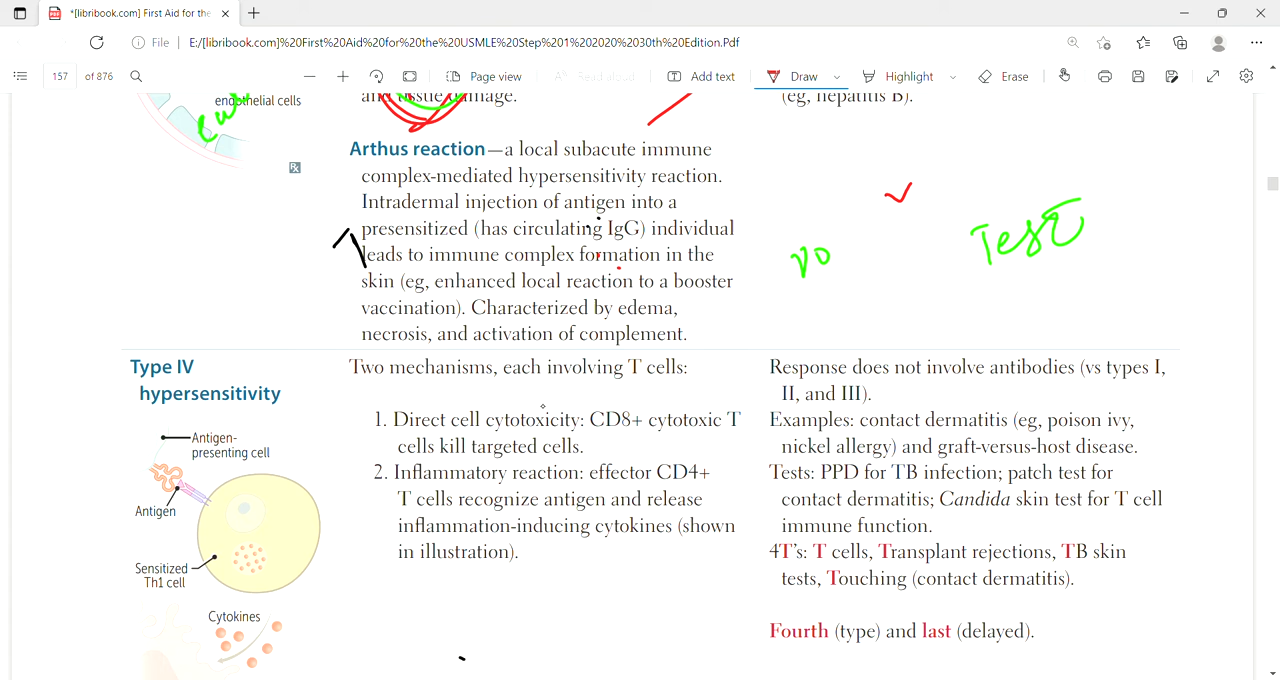 *[libribook.com] First Aid for the
File E:/[libribook.com]%20First%20Aid%20for%20the%20USMLE%20Step%201%202020%2030th%20Edition.Pdf
157 of 876 Page view Read aloud Add text Draw Highlight Erase
endothelial cells
and tissue damage.
(eg, hepatitis B).
Arthus reaction—a local subacute immune
complex-mediated hypersensitivity reaction.
Intradermal injection of antigen into a
presensitized (has circulating IgG) individual
leads to immune complex formation in the
skin (eg, enhanced local reaction to a booster
vaccination). Characterized by edema,
necrosis, and activation of complement.
Test
Type IV
hypersensitivity
Antigen-
presenting cell
Antigen
Sensitized
Th1 cell
Cytokines
Two mechanisms, each involving T cells:
1. Direct cell cytotoxicity: CD8+ cytotoxic T
cells kill targeted cells.
2. Inflammatory reaction: effector CD4+
T cells recognize antigen and release
inflammation-inducing cytokines (shown
in illustration).
Response does not involve antibodies (vs types I,
II, and III).
Examples: contact dermatitis (eg, poison ivy,
nickel allergy) and graft-versus-host disease.
Tests: PPD for TB infection; patch test for
contact dermatitis; Candida skin test for T cell
immune function.
4T's: T cells, Transplant rejections, TB skin
tests, Touching (contact dermatitis).
Fourth (type) and last (delayed).